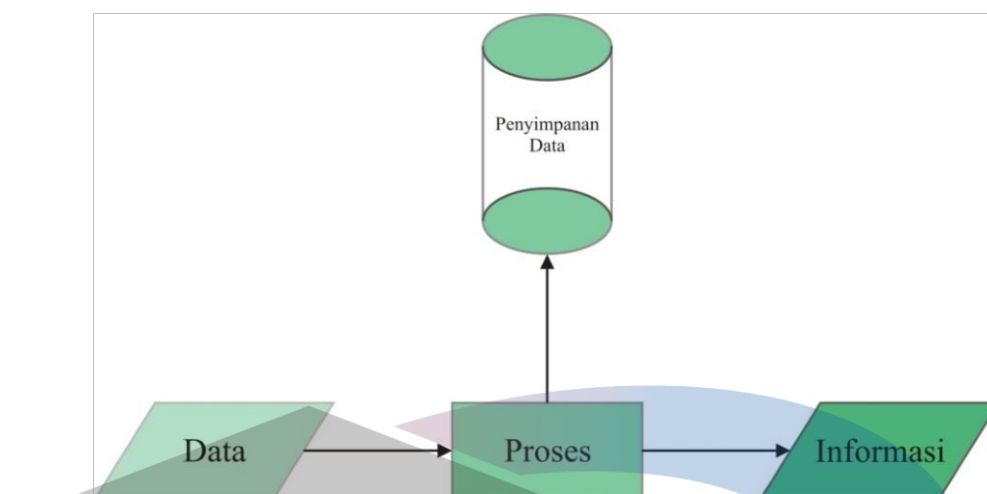 Penyimpanan
Data
Data
Proses
Informasi